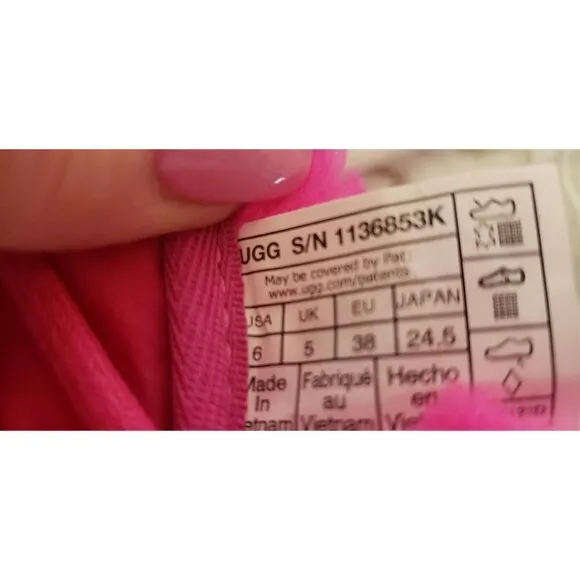 UGG S/N 1136853K
May be covered by Pat.
www.ugg.com/patents
USA UK EU JAPAN
6 5 38 24.5
Made Fabriqué Hecho
In au en
Vietnam